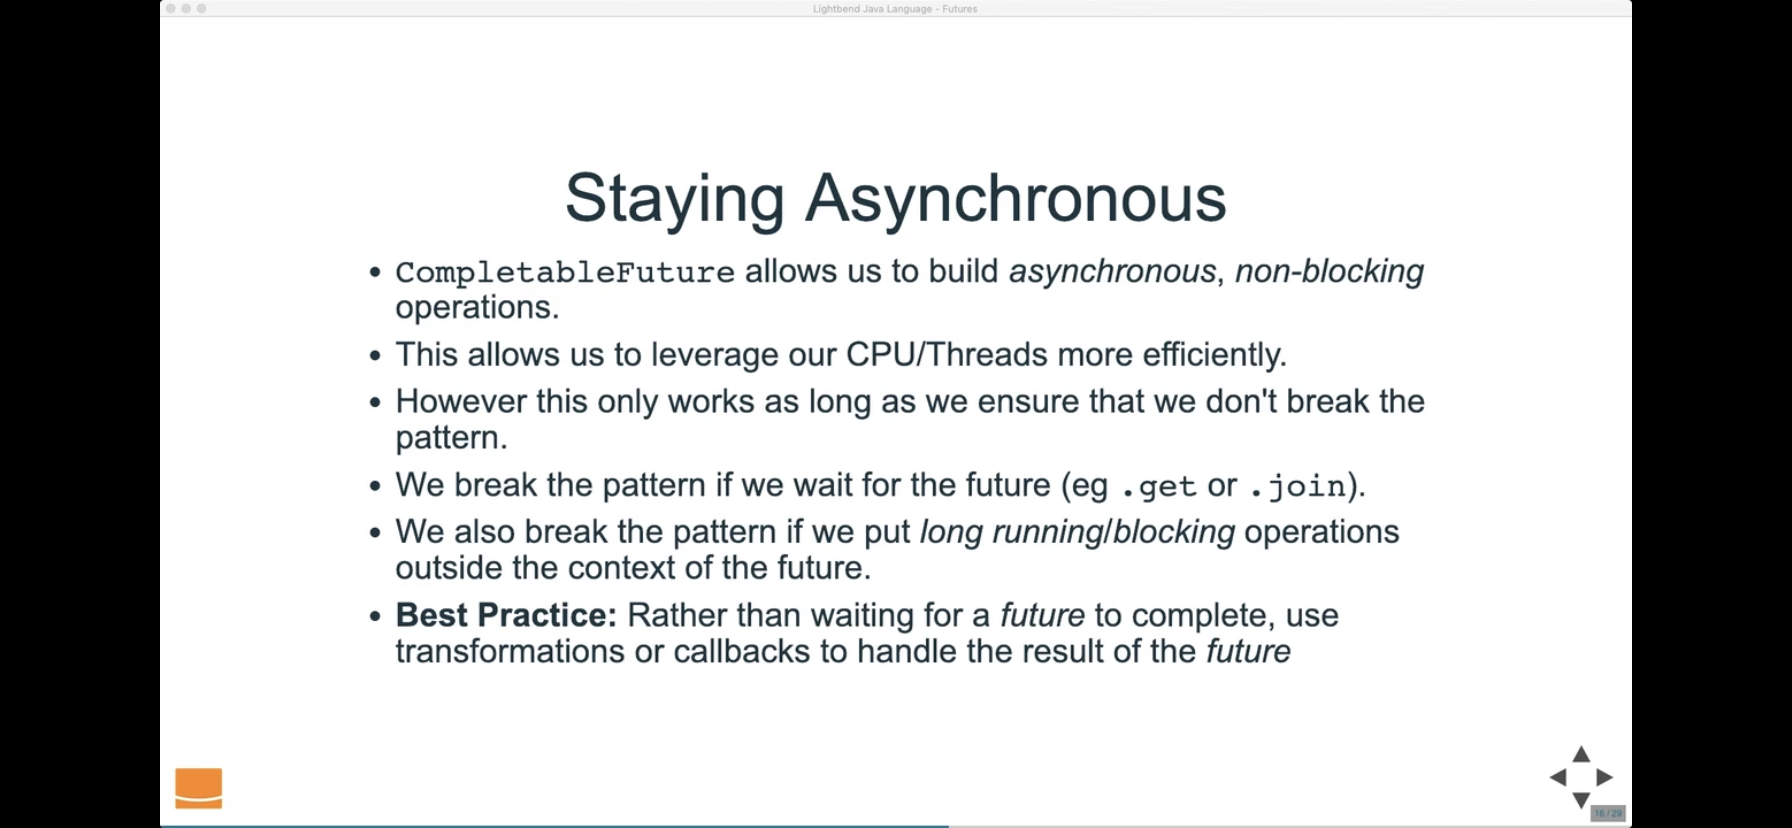 Lightbend Java Language - Futures
Staying Asynchronous
• CompletableFuture allows us to build asynchronous, non-blocking
operations.
• This allows us to leverage our CPU/Threads more efficiently.
• However this only works as long as we ensure that we don't break the
pattern.
• We break the pattern if we wait for the future (eg .get or .join).
• We also break the pattern if we put long running/blocking operations
outside the context of the future.
• Best Practice: Rather than waiting for a future to complete, use
transformations or callbacks to handle the result of the future
16 / 29